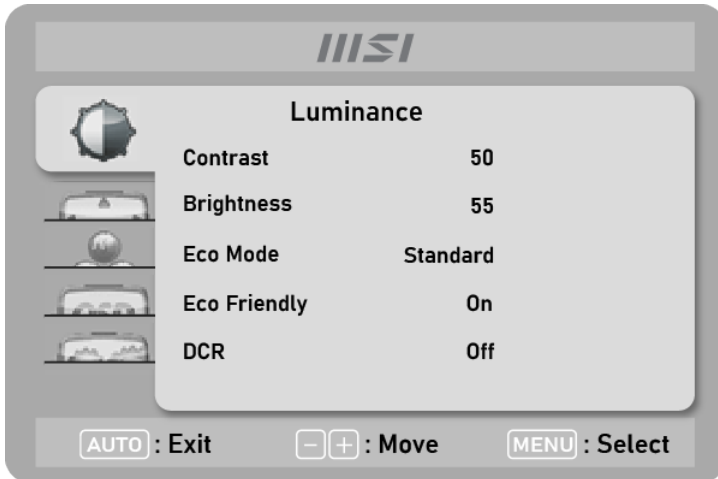 msi
Luminance
Contrast 50
Brightness 55
Eco Mode Standard
Eco Friendly On
DCR Off
AUTO : Exit - + : Move MENU : Select